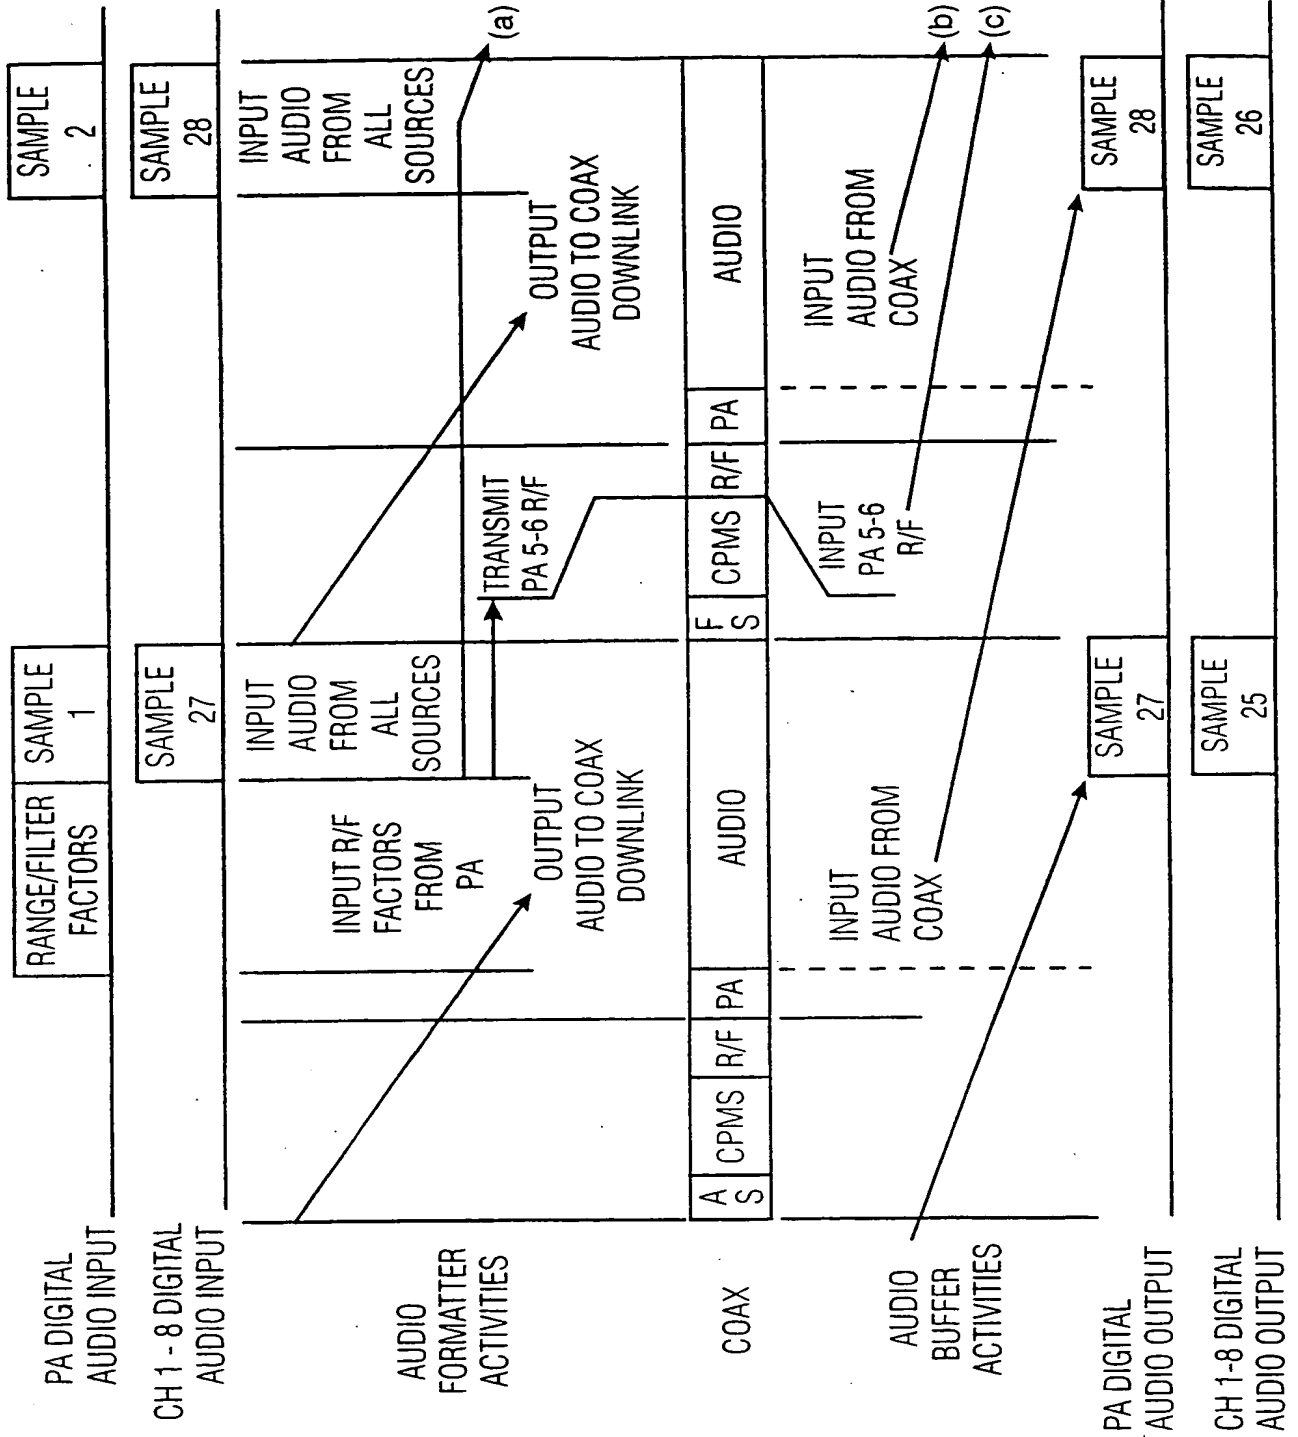 PA DIGITAL
AUDIO INPUT
RANGE/FILTER
FACTORS
SAMPLE
1
SAMPLE
2
CH 1 - 8 DIGITAL
AUDIO INPUT
SAMPLE
27
SAMPLE
28
AUDIO
FORMATTER
ACTIVITIES
INPUT R/F
FACTORS
FROM
PA
INPUT
AUDIO
FROM
ALL
SOURCES
INPUT
AUDIO
FROM
ALL
SOURCES
(a)
OUTPUT
AUDIO TO COAX
DOWNLINK
TRANSMIT
PA 5-6 R/F
OUTPUT
AUDIO TO COAX
DOWNLINK
COAX
A
S
CPMS
R/F
PA
AUDIO
F
S
CPMS
R/F
PA
AUDIO
AUDIO
BUFFER
ACTIVITIES
INPUT
AUDIO FROM
COAX
INPUT
PA 5-6
R/F
INPUT
AUDIO FROM
COAX
(b)
(c)
PA DIGITAL
AUDIO OUTPUT
SAMPLE
27
SAMPLE
28
CH 1-8 DIGITAL
AUDIO OUTPUT
SAMPLE
25
SAMPLE
26